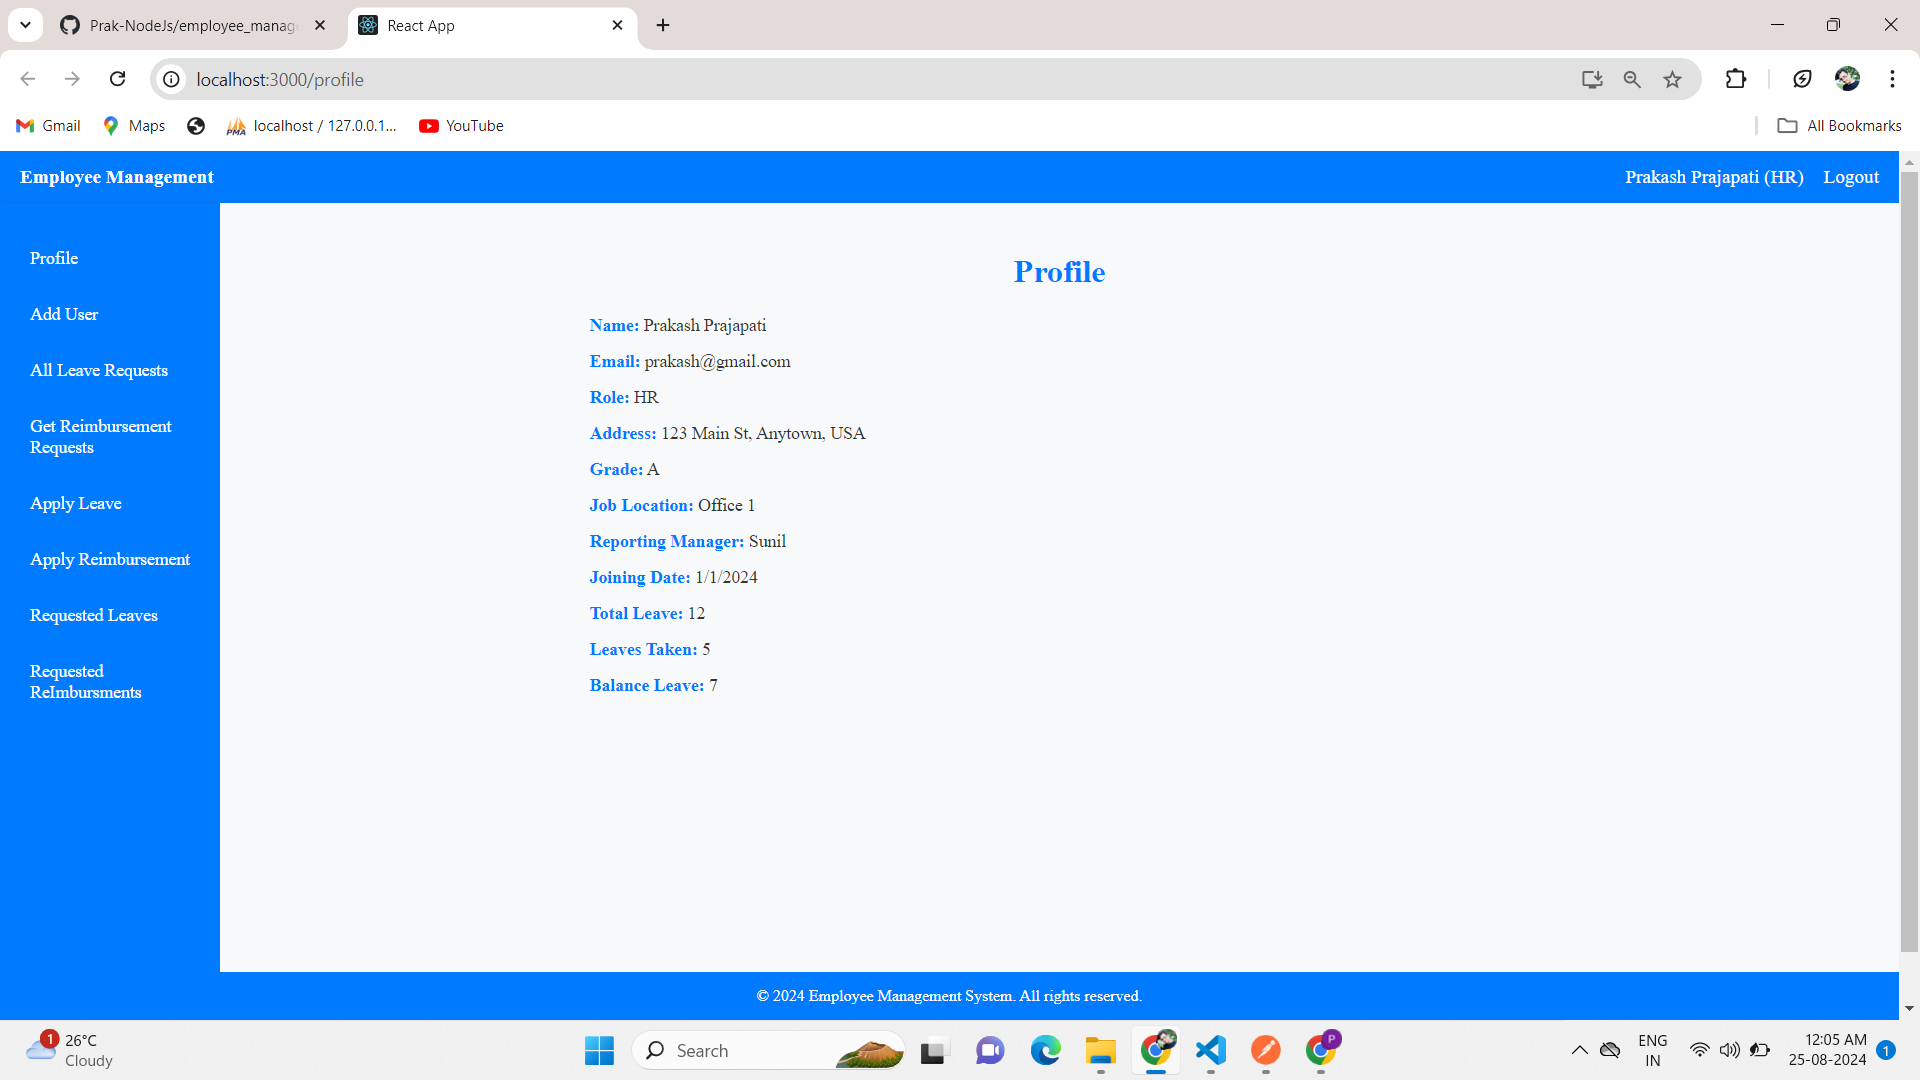 Prak-NodeJs/employee_manag
React App
localhost:3000/profile
Gmail
Maps
PMA
localhost / 127.0.0.1...
YouTube
All Bookmarks
Employee Management
Prakash Prajapati (HR)
Logout
Profile
Add User
All Leave Requests
Get Reimbursement
Requests
Apply Leave
Apply Reimbursement
Requested Leaves
Requested
ReImbursments
Profile
Name: Prakash Prajapati
Email: prakash@gmail.com
Role: HR
Address: 123 Main St, Anytown, USA
Grade: A
Job Location: Office 1
Reporting Manager: Sunil
Joining Date: 1/1/2024
Total Leave: 12
Leaves Taken: 5
Balance Leave: 7
© 2024 Employee Management System. All rights reserved.
1
26°C
Cloudy
Search
P
ENG
IN
12:05 AM
25-08-2024
1